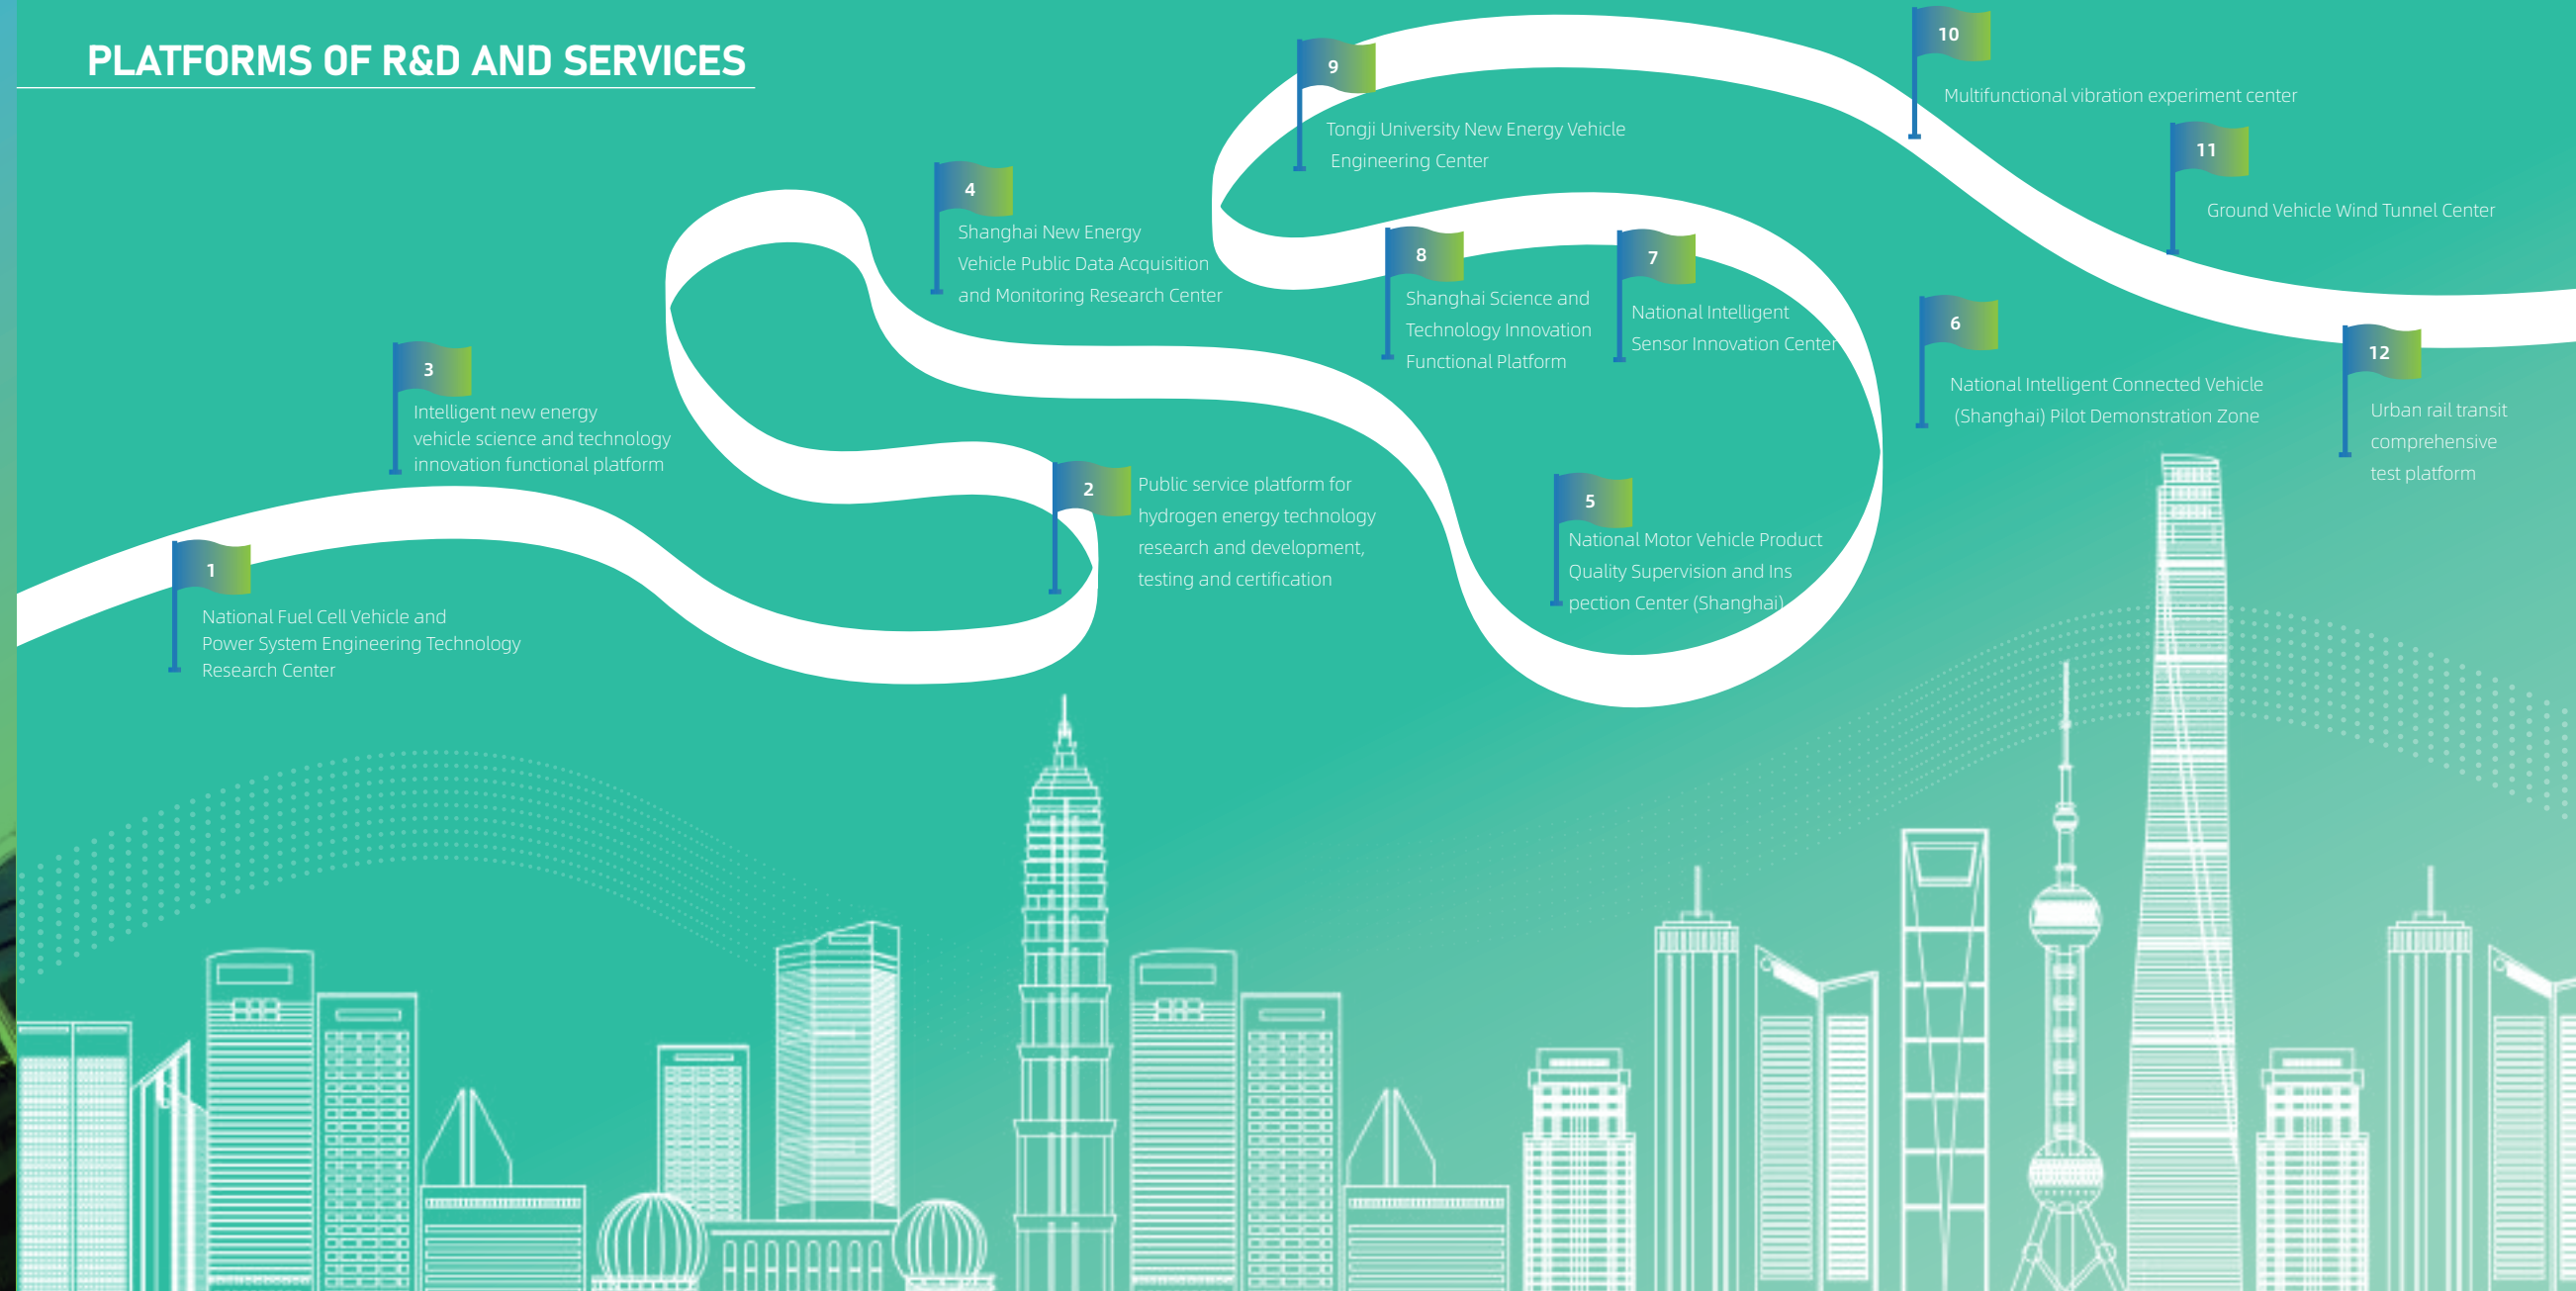 PLATFORMS OF R&D AND SERVICES
1
National Fuel Cell Vehicle and
Power System Engineering Technology
Research Center
2
Public service platform for
hydrogen energy technology
research and development,
testing and certification
3
Intelligent new energy
vehicle science and technology
innovation functional platform
4
Shanghai New Energy
Vehicle Public Data Acquisition
and Monitoring Research Center
5
National Motor Vehicle Product
Quality Supervision and Ins
pection Center (Shanghai)
6
National Intelligent Connected Vehicle
(Shanghai) Pilot Demonstration Zone
7
National Intelligent
Sensor Innovation Center
8
Shanghai Science and
Technology Innovation
Functional Platform
9
Tongji University New Energy Vehicle
Engineering Center
10
Multifunctional vibration experiment center
11
Ground Vehicle Wind Tunnel Center
12
Urban rail transit
comprehensive
test platform